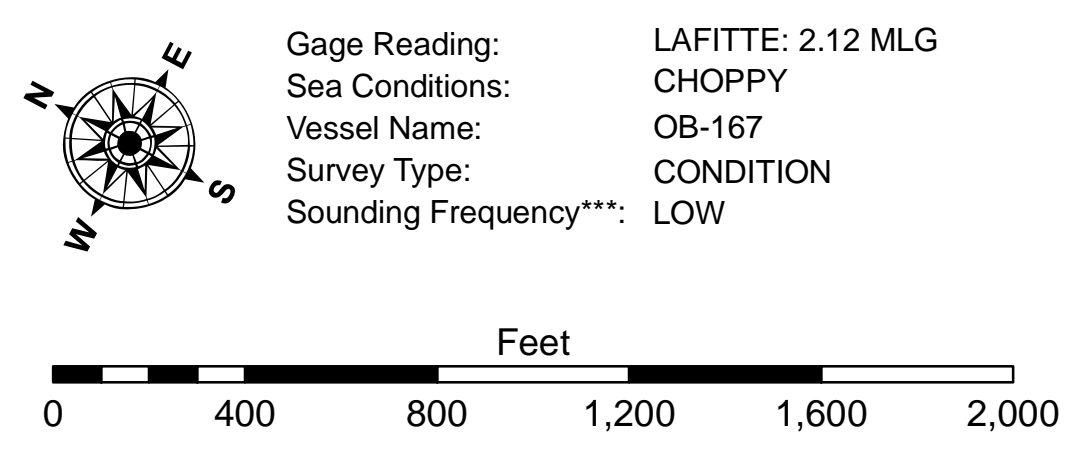 N
E
S
W
Gage Reading: LAFITTE: 2.12 MLG
Sea Conditions: CHOPPY
Vessel Name: OB-167
Survey Type: CONDITION
Sounding Frequency***: LOW
Feet
0 400 800 1,200 1,600 2,000